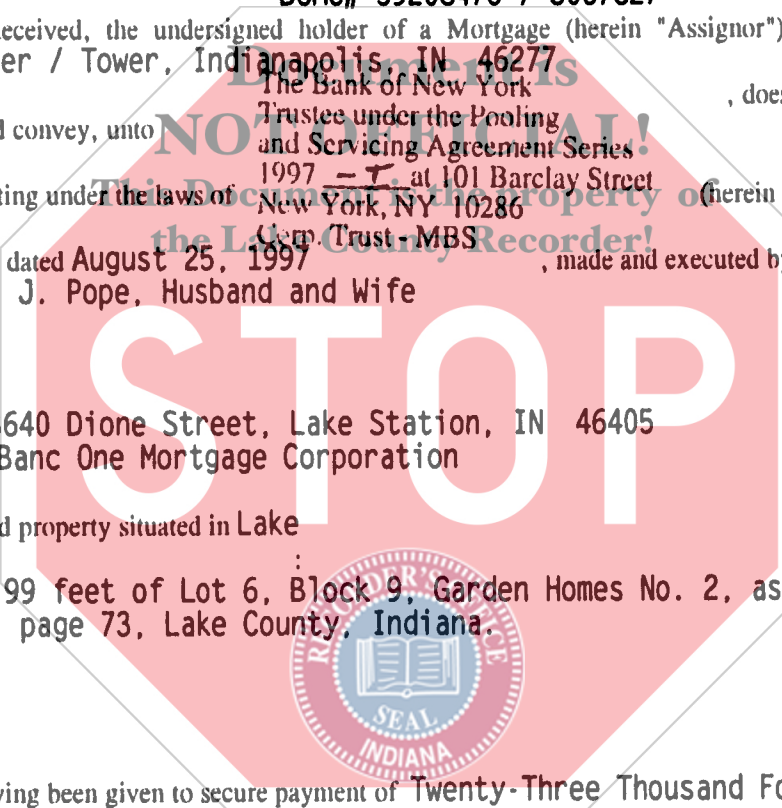 eceived, the undersigned holder of a Mortgage (herein "Assignor")
er / Tower, Indianapolis, IN 46277
Document is
The Bank of New York
, does
d convey, unto
NOT OFFICIAL!
Trustee under the Pooling
and Servicing Agreement Series
1997 - T at 101 Barclay Street
ting under the laws of
(herein
This Document is the property of
New York, NY 10286
the Lake County Recorder!
Corp. Trust - MBS
dated August 25, 1997 , made and executed b
J. Pope, Husband and Wife
STOP
640 Dione Street, Lake Station, IN 46405
Banc One Mortgage Corporation
d property situated in Lake
:
99 feet of Lot 6, Block 9, Garden Homes No. 2, as
page 73, Lake County, Indiana.
RECORDER'S OFFICE
SEAL
INDIANA
ving been given to secure payment of Twenty-Three Thousand Fo